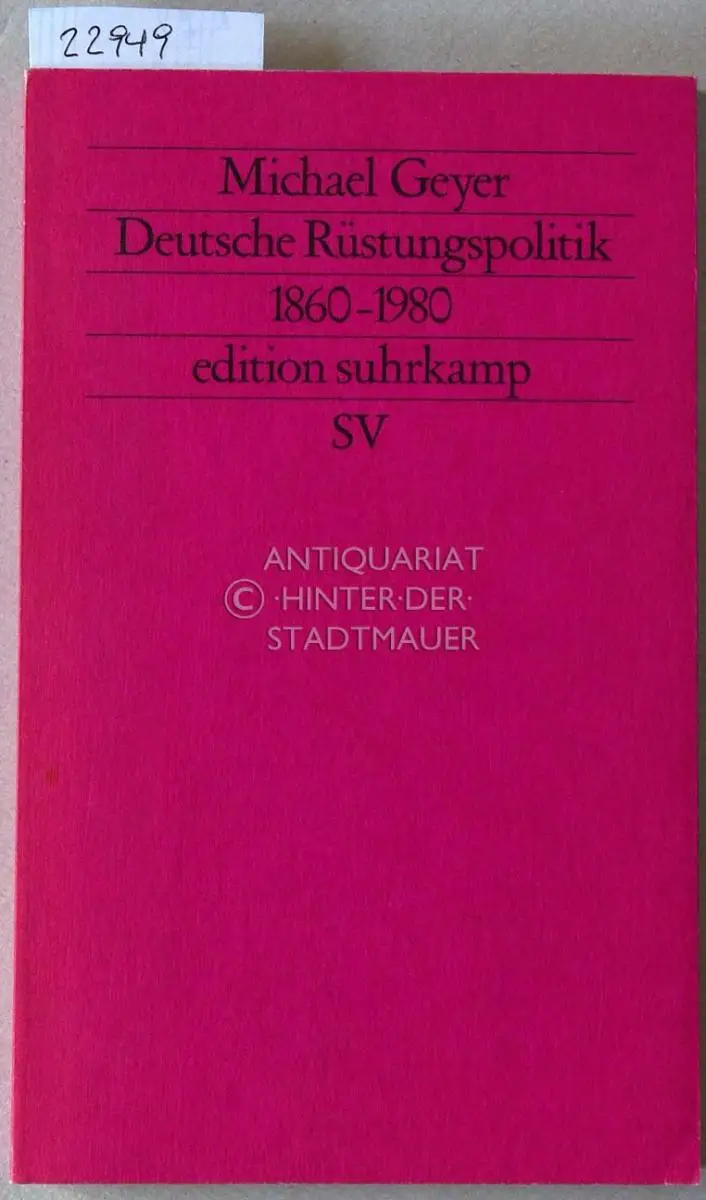 22949
Michael Geyer
Deutsche Rüstungspolitik
1860-1980
edition suhrkamp
SV
ANTIQUARIAT
© ·HINTER·DER·
STADTMAUER